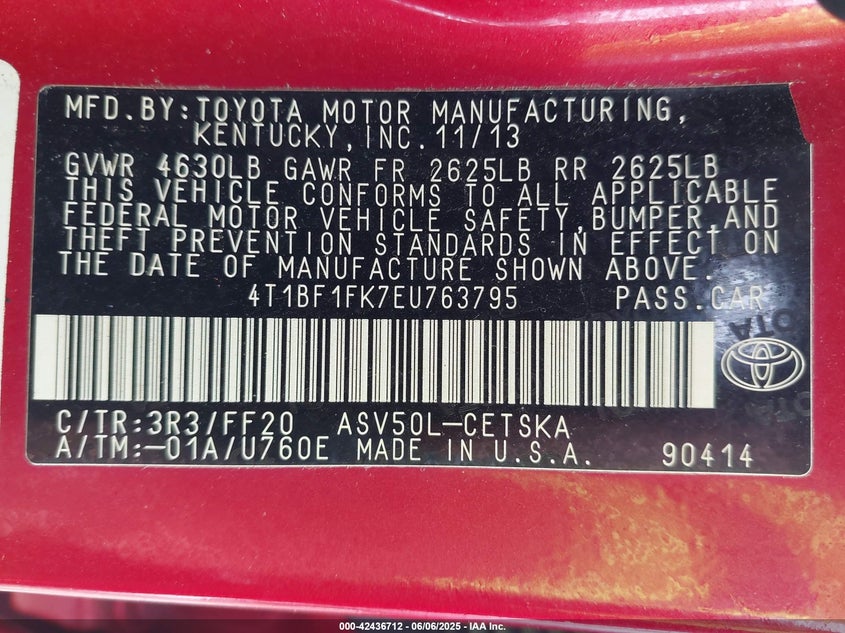 MFD.BY:TOYOTA MOTOR MANUFACTURING,
KENTUCKY,INC.11/13
GVWR 4630LB GAWR FR 2625LB RR 2625LB
THIS VEHICLE CONFORMS TO ALL APPLICABLE
FEDERAL MOTOR VEHICLE SAFETY,BUMPER,AND
THEFT PREVENTION STANDARDS IN EFFECT ON
THE DATE OF MANUFACTURE SHOWN ABOVE.
4T1BF1FK7EU763795 PASS.CAR
TOYOTA
C/TR:3R3/FF20 ASV50L-CETSKA
A/TM:-01A/U760E MADE IN U.S.A. 90414
000-42436712 - 06/06/2025 - IAA Inc.